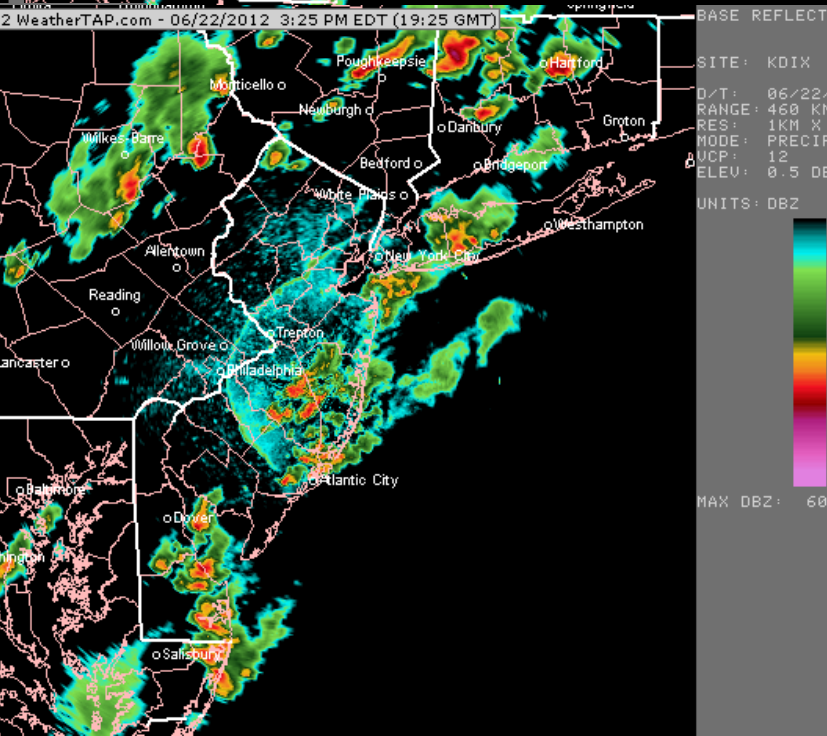 Springfield
2 WeatherTAP.com - 06/22/2012 3:25 PM EDT (19:25 GMT)
BASE REFLECT
Poughkeepsie
Hartford
SITE: KDIX
Monticello
D/T: 06/22/
Newburgh
RANGE: 460 KM
Danbury
Groton
RES: 1KM X
Wilkes-Barre
MODE: PRECIP
Bedford
Bridgeport
VCP: 12
ELEV: 0.5 DE
White Plains
UNITS: DBZ
Westhampton
Allentown
New York City
Reading
Trenton
Willow Grove
ancaster
Philadelphia
Atlantic City
Baltimore
MAX DBZ: 60
Dover
hington
Salisbury